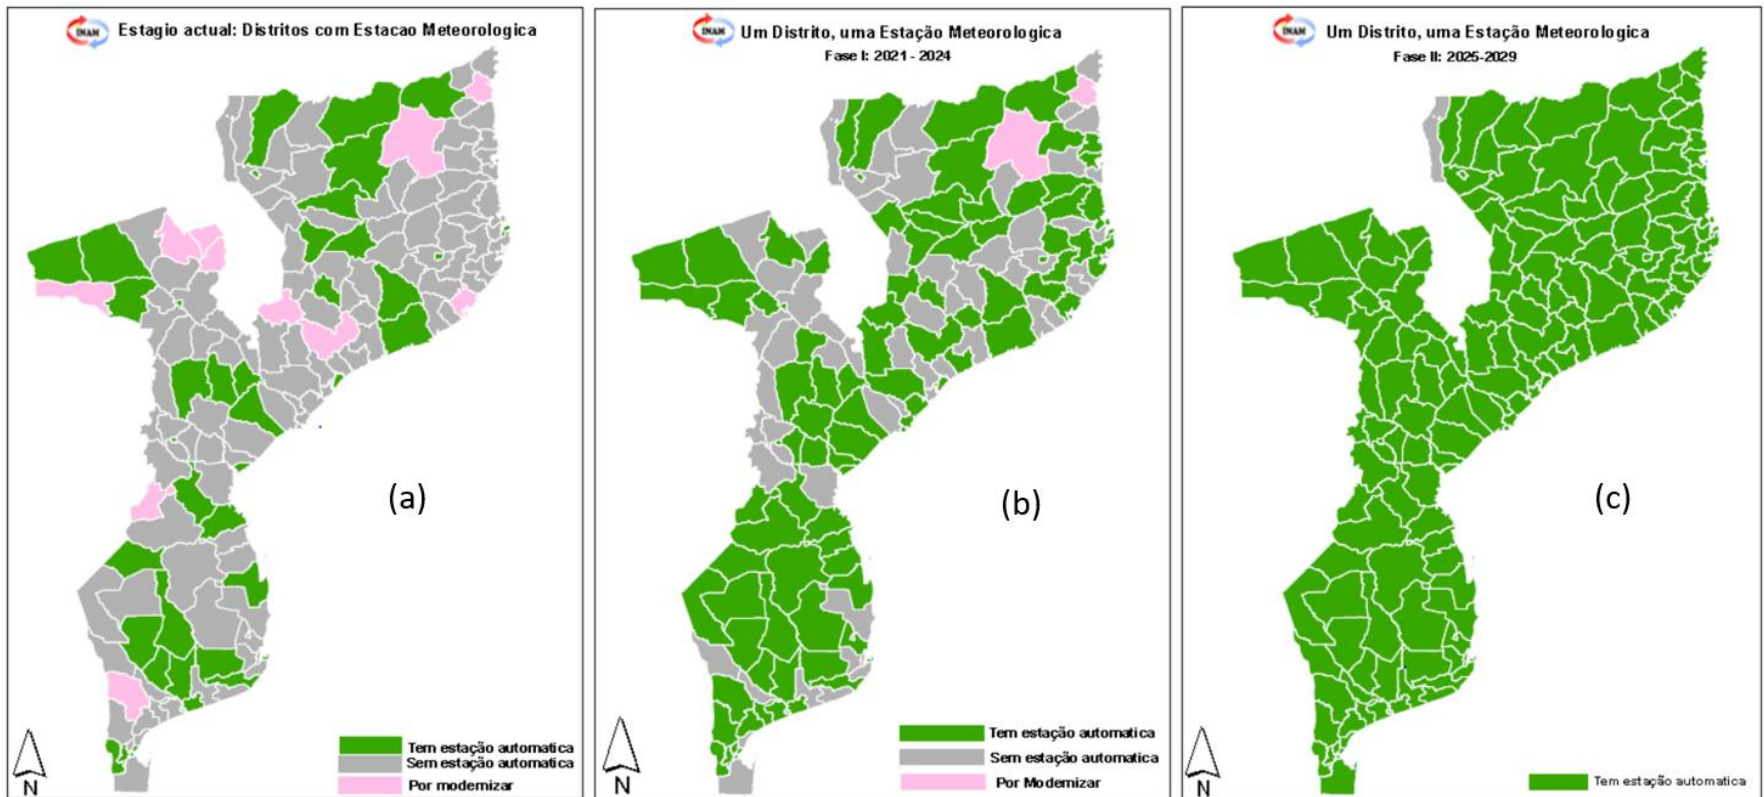 INAM
Estagio actual: Distritos com Estacao Meteorologica
(a)
N
Tem estação automatica
Sem estação automatica
Por modernizar
INAM
Um Distrito, uma Estação Meteorologica
Fase I: 2021 - 2024
(b)
N
Tem estação automatica
Sem estação automatica
Por Modernizar
INAM
Um Distrito, uma Estação Meteorologica
Fase II: 2025-2029
(c)
N
Tem estação automatica